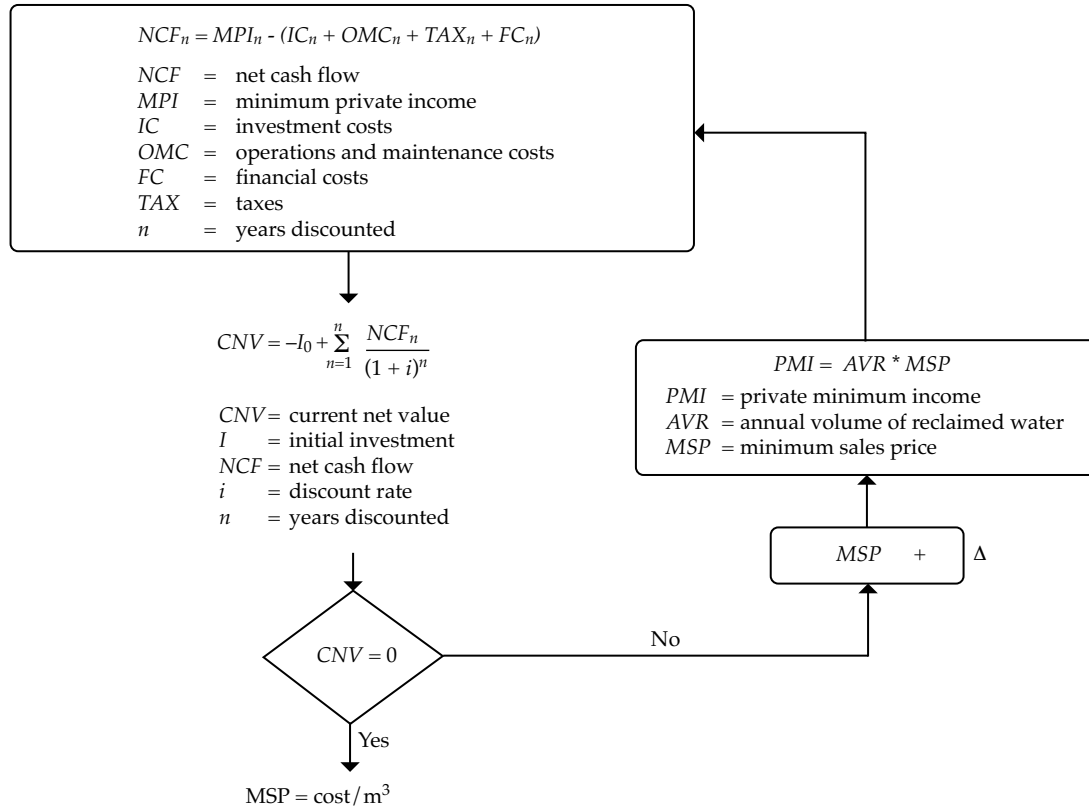 NCFₙ = MPIₙ - (ICₙ + OMCₙ + TAXₙ + FCₙ)
NCF = net cash flow
MPI = minimum private income
IC = investment costs
OMC = operations and maintenance costs
FC = financial costs
TAX = taxes
n = years discounted
CNV = –I₀ + Σ_{n=1}^{n} NCFₙ / (1 + i)ⁿ
CNV = current net value
I = initial investment
NCF = net cash flow
i = discount rate
n = years discounted
CNV = 0
Yes
MSP = cost/m³
No
MSP + Δ
PMI = AVR * MSP
PMI = private minimum income
AVR = annual volume of reclaimed water
MSP = minimum sales price